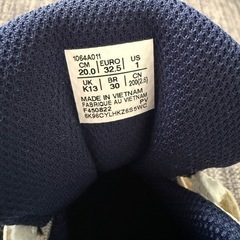 1064A011
CM EURO US
20.0 32.5 1
UK BR CN
K13 30 200(2.5)
MADE IN VIETNAM
FABRIQUE AU VIETNAM
F450822 PV
6K96CYLHKZ6S5WC